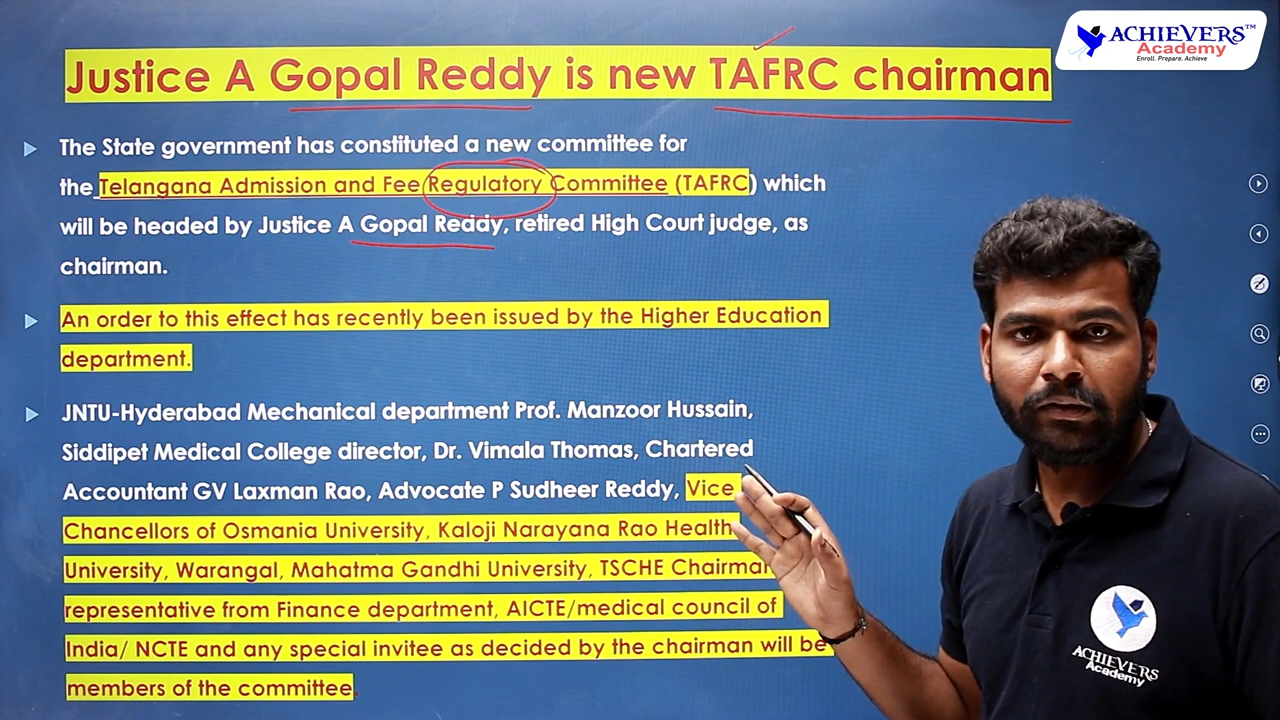 ACHIEVERS™
Academy
Enroll. Prepare. Achieve
Justice A Gopal Reddy is new TAFRC chairman
The State government has constituted a new committee for
the Telangana Admission and Fee Regulatory Committee (TAFRC) which
will be headed by Justice A Gopal Reddy, retired High Court judge, as
chairman.
An order to this effect has recently been issued by the Higher Education
department.
JNTU-Hyderabad Mechanical department Prof. Manzoor Hussain,
Siddipet Medical College director, Dr. Vimala Thomas, Chartered
Accountant GV Laxman Rao, Advocate P Sudheer Reddy, Vice
Chancellors of Osmania University, Kaloji Narayana Rao Health
University, Warangal, Mahatma Gandhi University, TSCHE Chairman
representative from Finance department, AICTE/medical council of
India/ NCTE and any special invitee as decided by the chairman will be
members of the committee.
ACHIEVERS
Academy